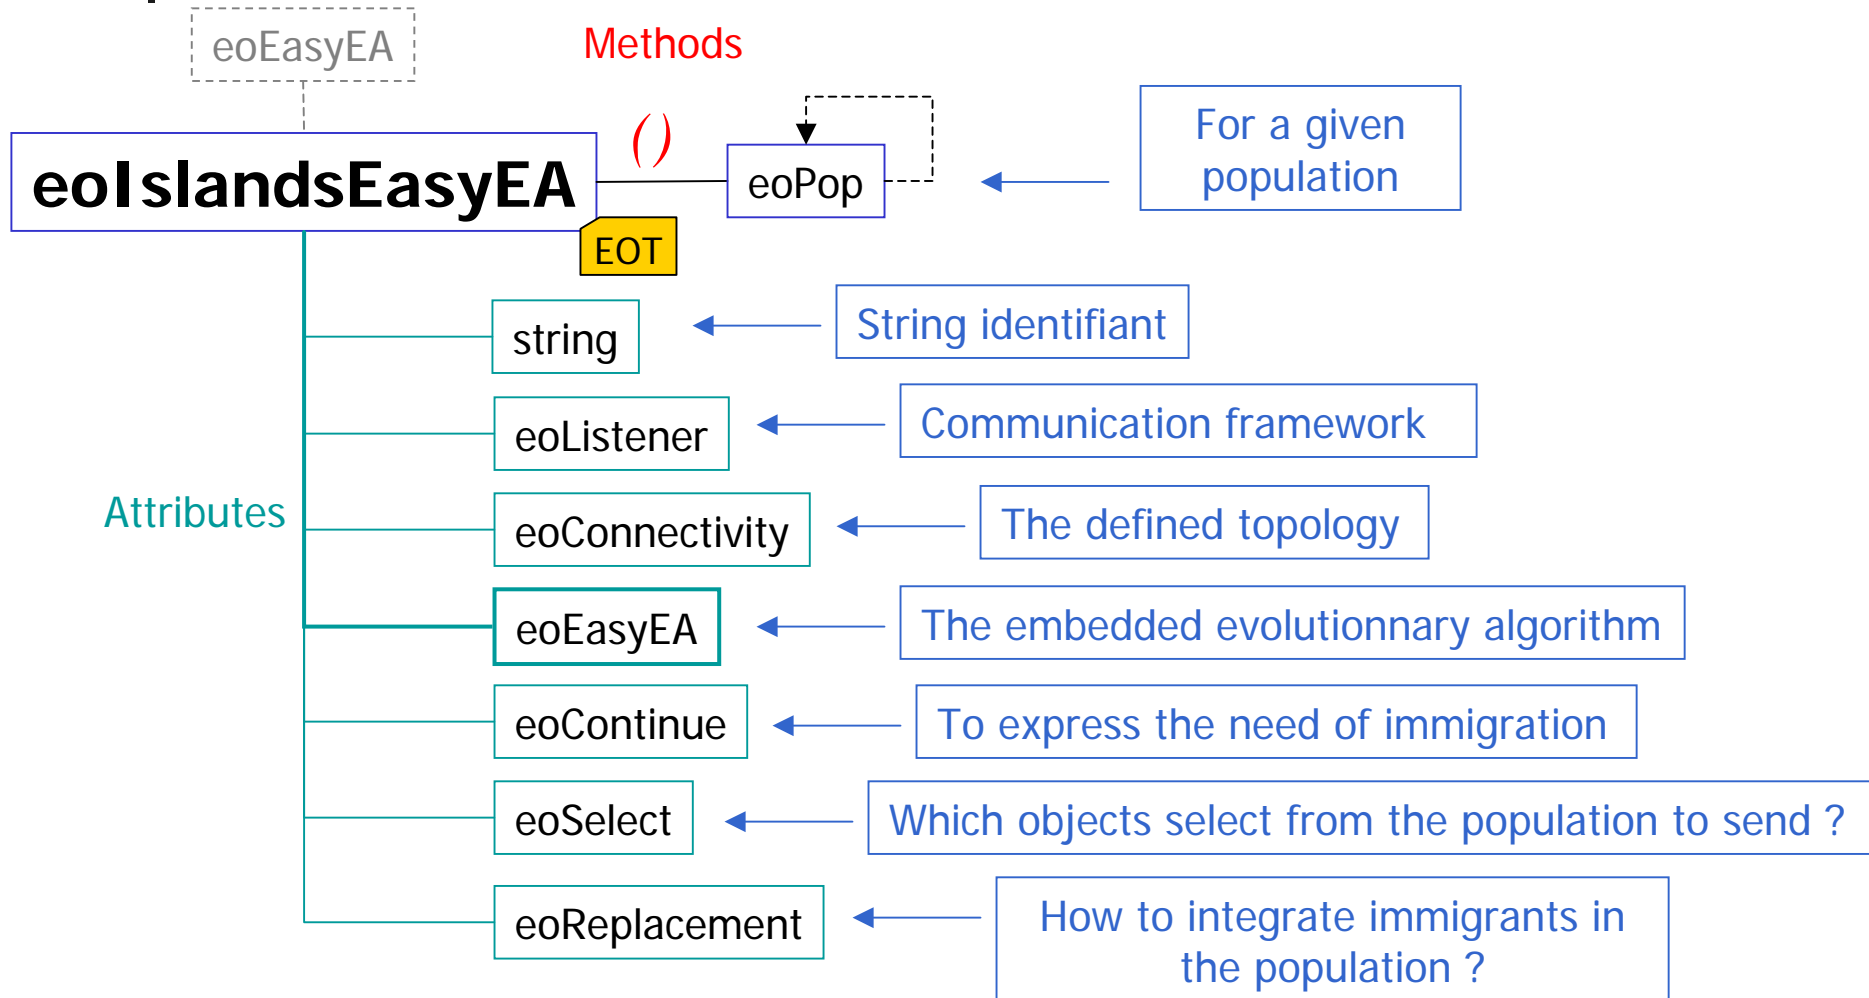 eoEasyEA
Methods
eoIslandsEasyEA
()
eoPop
For a given
population
EOT
string
String identifiant
eoListener
Communication framework
Attributes
eoConnectivity
The defined topology
eoEasyEA
The embedded evolutionnary algorithm
eoContinue
To express the need of immigration
eoSelect
Which objects select from the population to send ?
eoReplacement
How to integrate immigrants in
the population ?